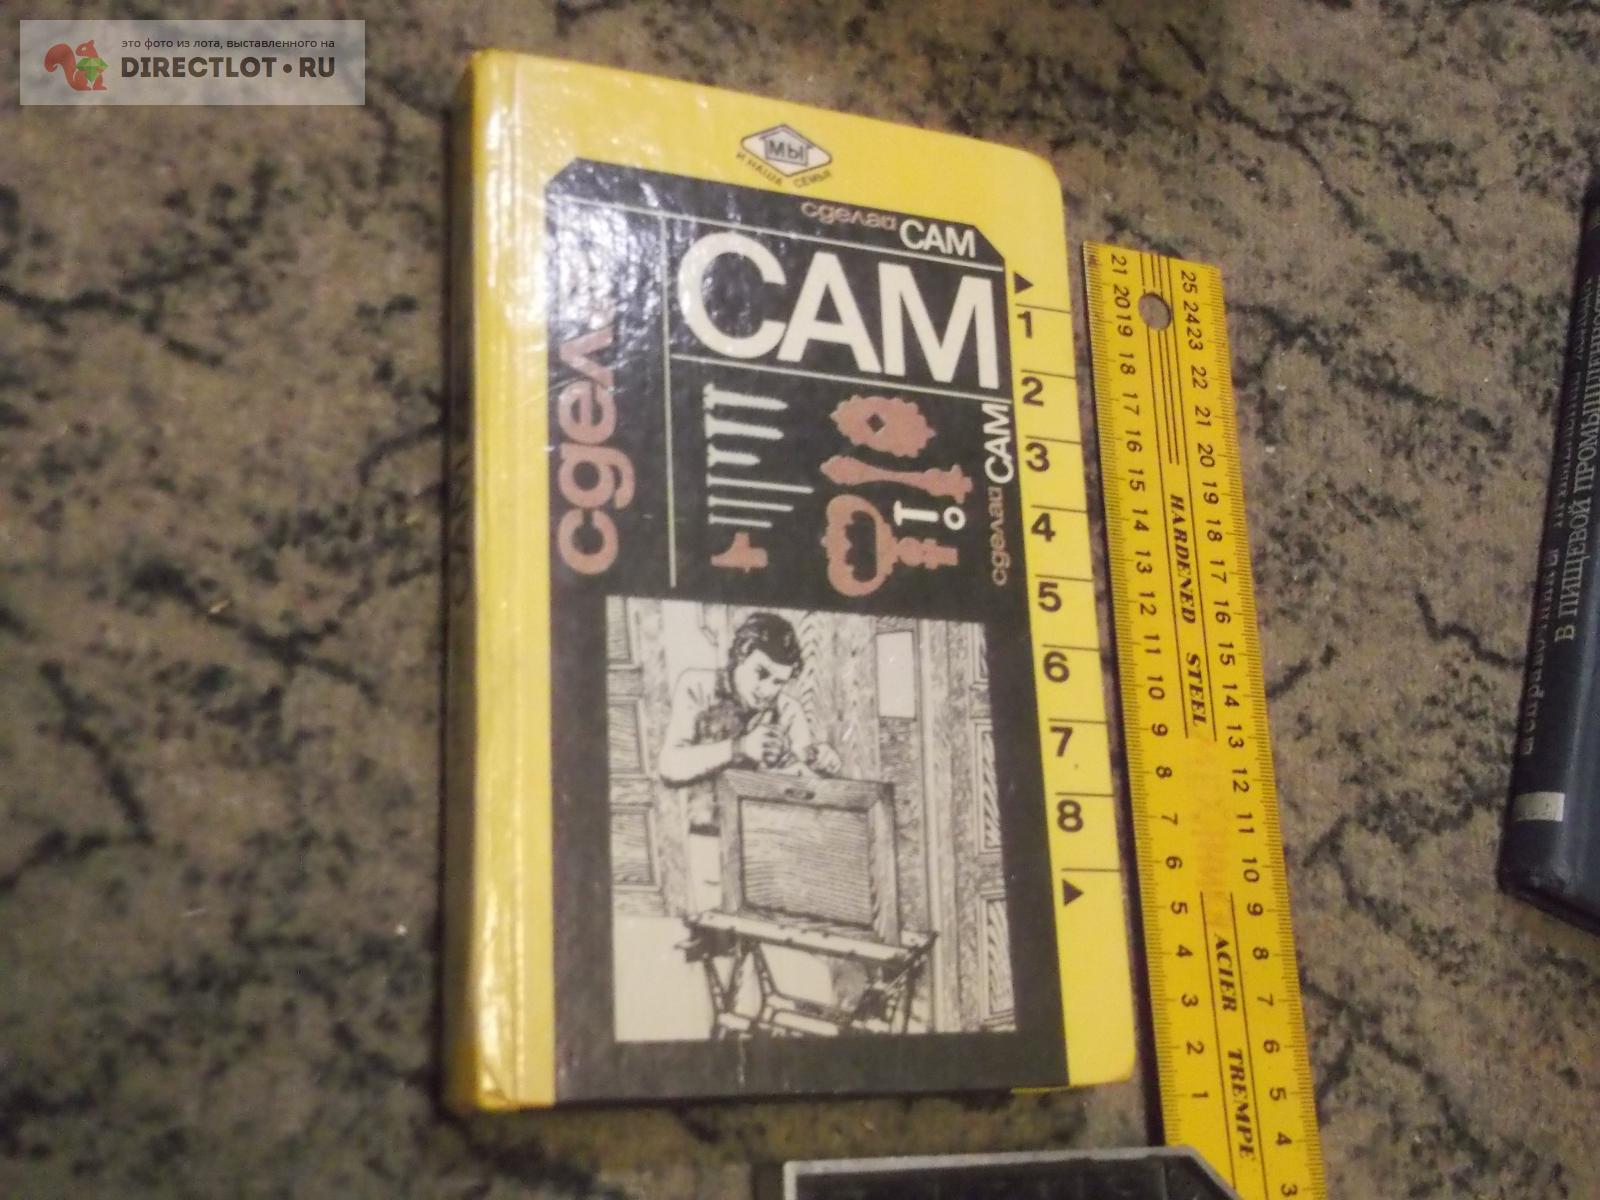 это фото из лота, выставленного на
DIRECTLOT•RU
МЫ
И НАША СЕМЬЯ
сделай САМ
сдел
САМ
сделай САМ
1
2
3
4
5
6
7
8
21 20 19 18 17 16 15 14 13 12 11 10 9 8 7 6 5 4 3 2 1
HARDENED STEEL
ACIER TREMPE
25 24 23 22 21 20 19 18 17 16 15 14 13 12 11 10 9 8 7 6 5 4 3
В ПИЩЕВОЙ ПРОМЫШЛЕННОСТИ